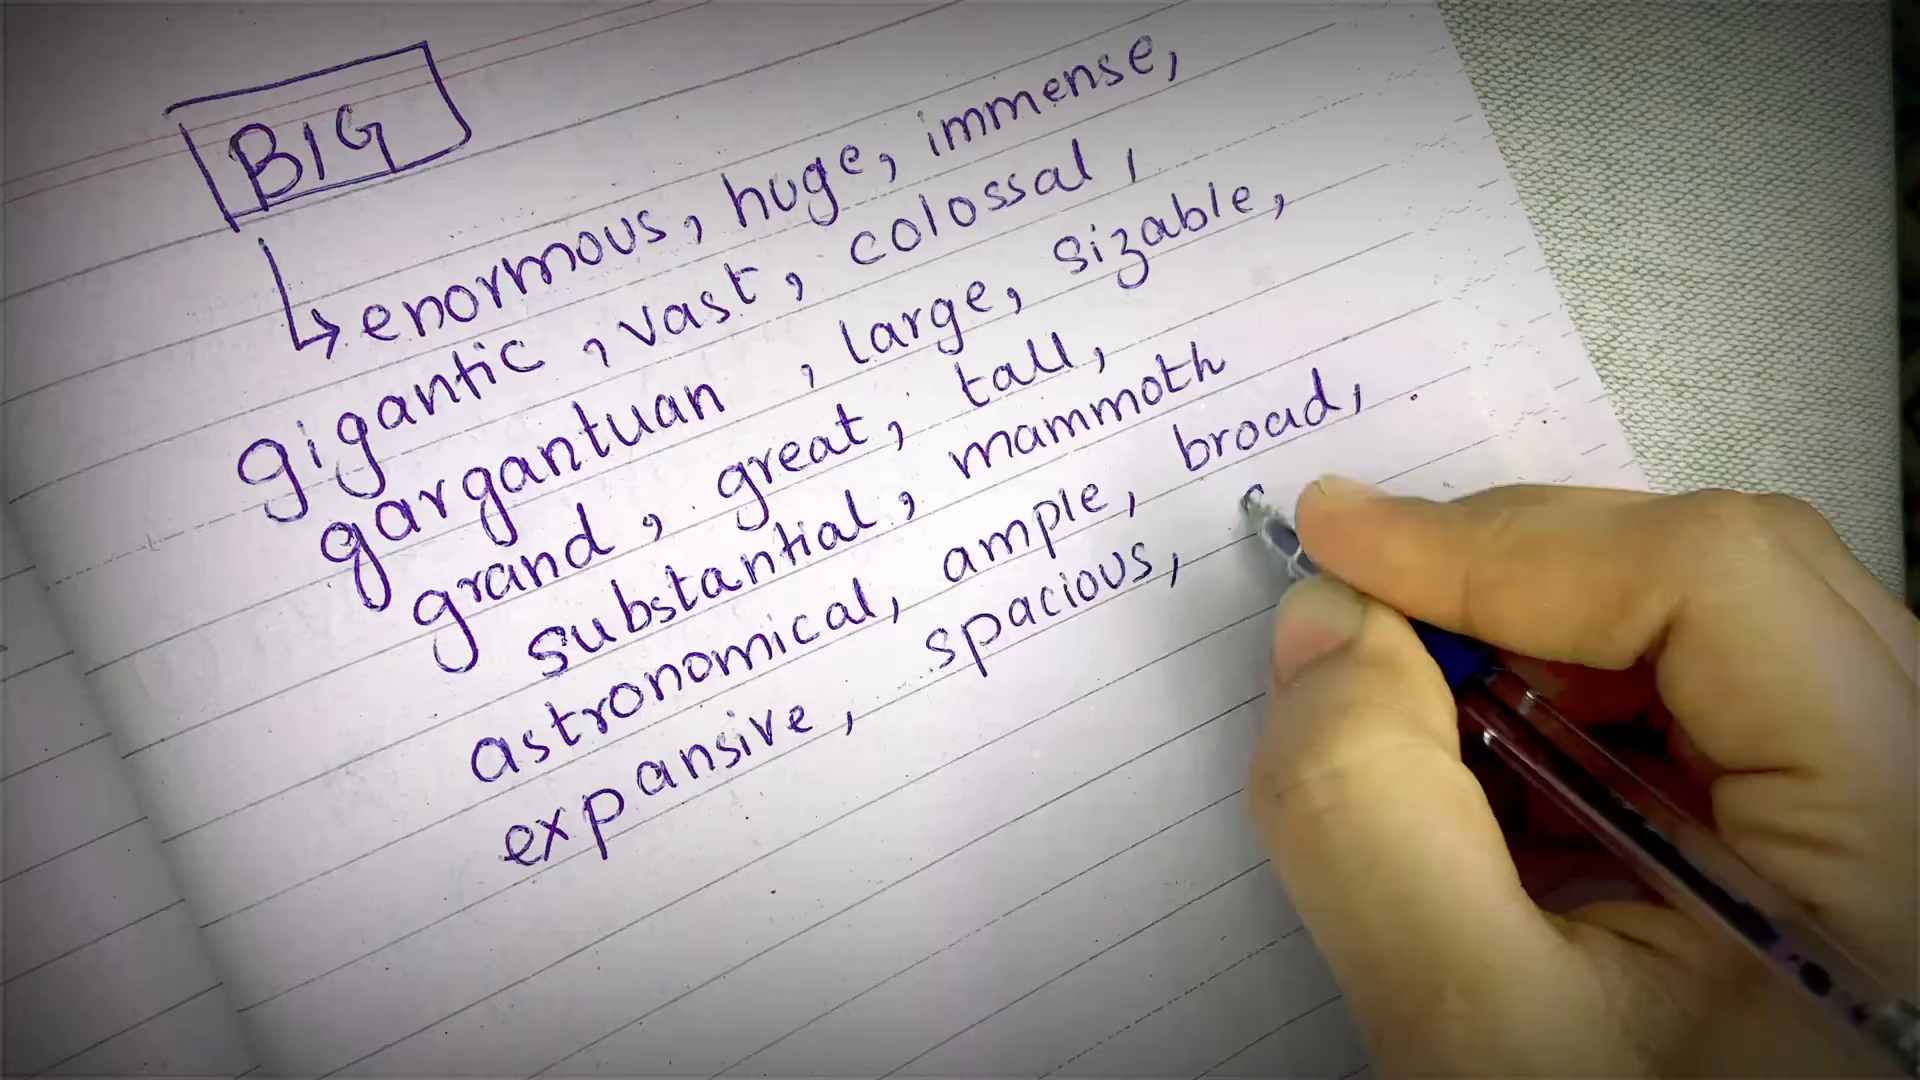 BIG
enormous, huge, immense,
gigantic, vast, colossal,
gargantuan, large, sizable,
grand, great, tall,
substantial, mammoth
astronomical, ample, broad,
expansive, spacious,